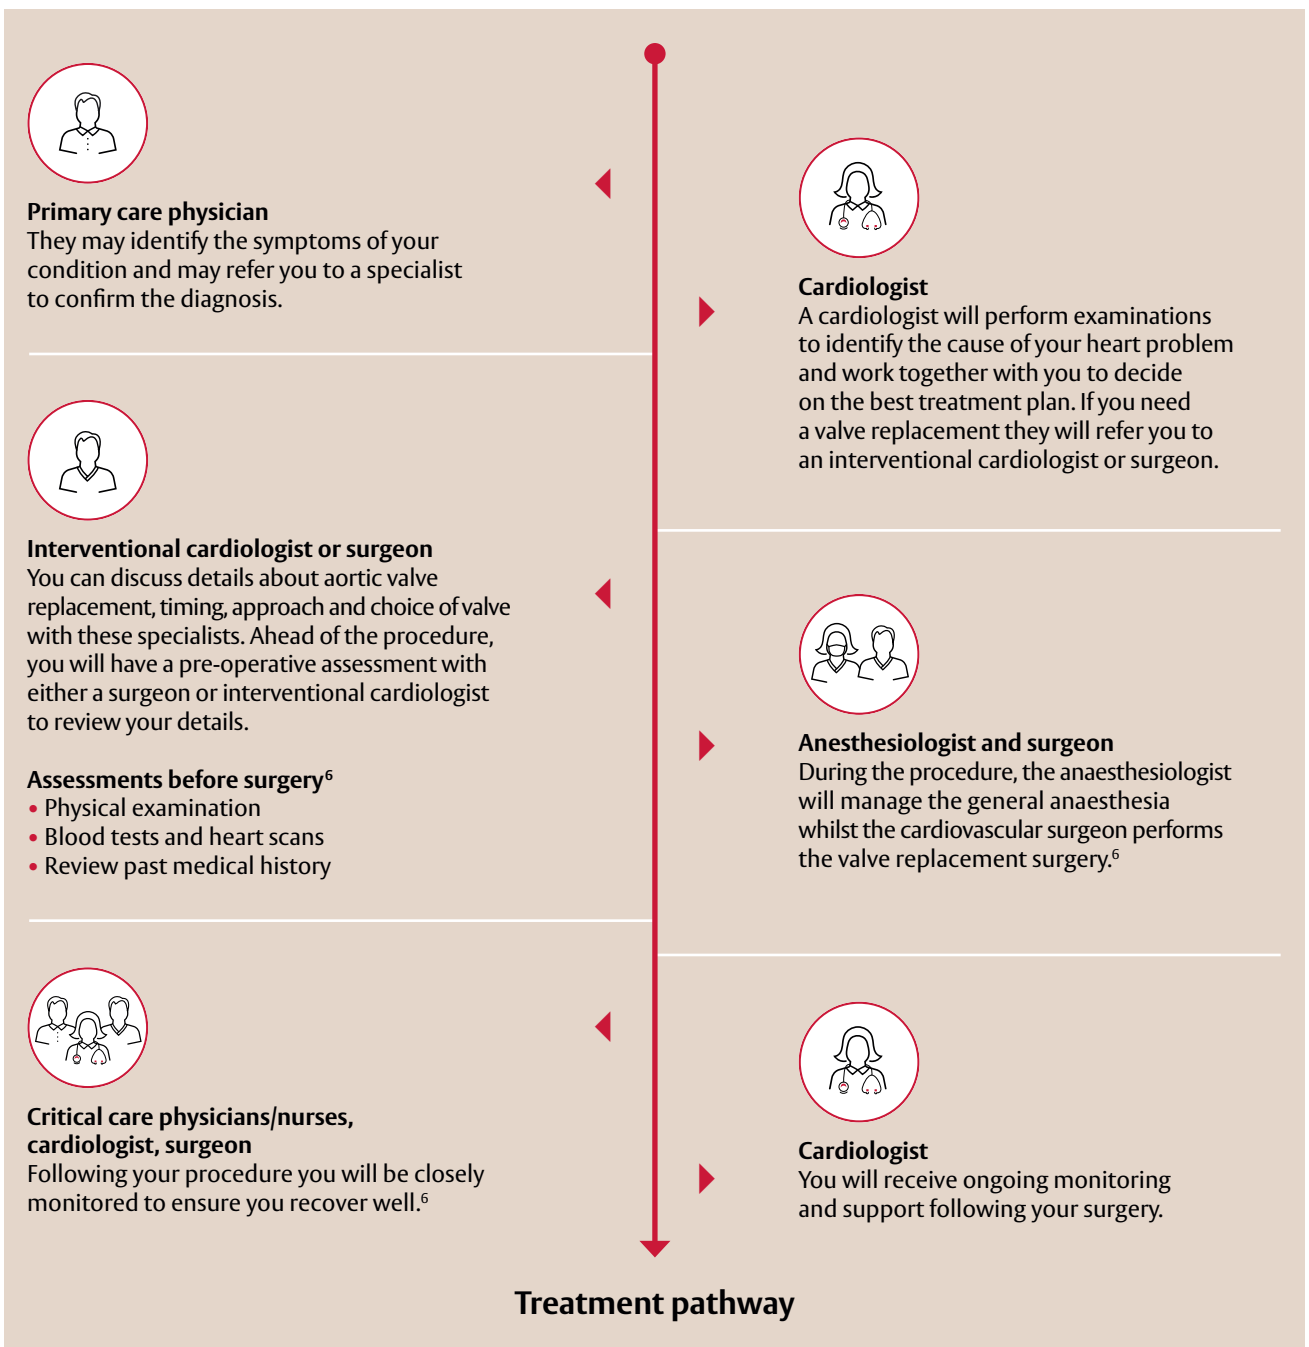 Primary care physician
They may identify the symptoms of your
condition and may refer you to a specialist
to confirm the diagnosis.
Cardiologist
A cardiologist will perform examinations
to identify the cause of your heart problem
and work together with you to decide
on the best treatment plan. If you need
a valve replacement they will refer you to
an interventional cardiologist or surgeon.
Interventional cardiologist or surgeon
You can discuss details about aortic valve
replacement, timing, approach and choice of valve
with these specialists. Ahead of the procedure,
you will have a pre-operative assessment with
either a surgeon or interventional cardiologist
to review your details.
Assessments before surgery⁶
• Physical examination
• Blood tests and heart scans
• Review past medical history
Anesthesiologist and surgeon
During the procedure, the anaesthesiologist
will manage the general anaesthesia
whilst the cardiovascular surgeon performs
the valve replacement surgery.⁶
Critical care physicians/nurses,
cardiologist, surgeon
Following your procedure you will be closely
monitored to ensure you recover well.⁶
Cardiologist
You will receive ongoing monitoring
and support following your surgery.
Treatment pathway